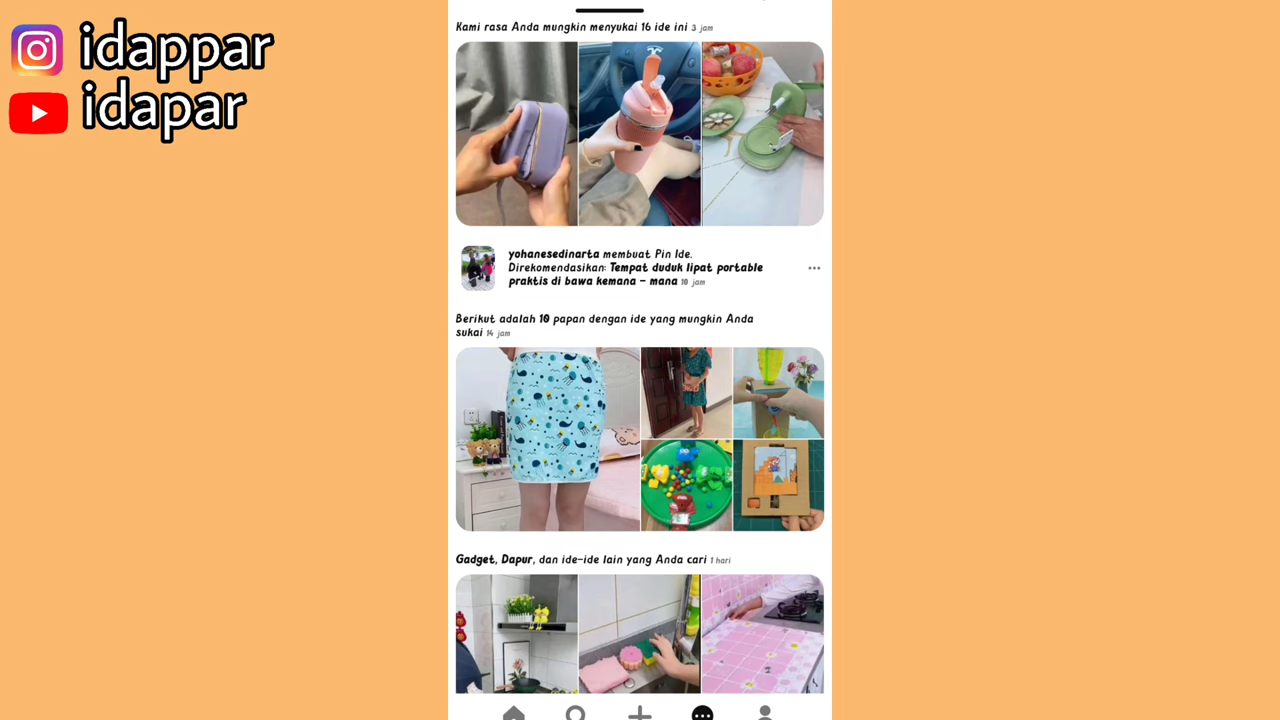 idappar
idapar
Kami rasa Anda mungkin menyukai 16 ide ini 3 jam
yohanesedinarta membuat Pin Ide.
Direkomendasikan: Tempat duduk lipat portable
praktis di bawa kemana - mana 10 jam
Berikut adalah 10 papan dengan ide yang mungkin Anda
sukai 14 jam
Gadget, Dapur, dan ide-ide lain yang Anda cari 1 hari